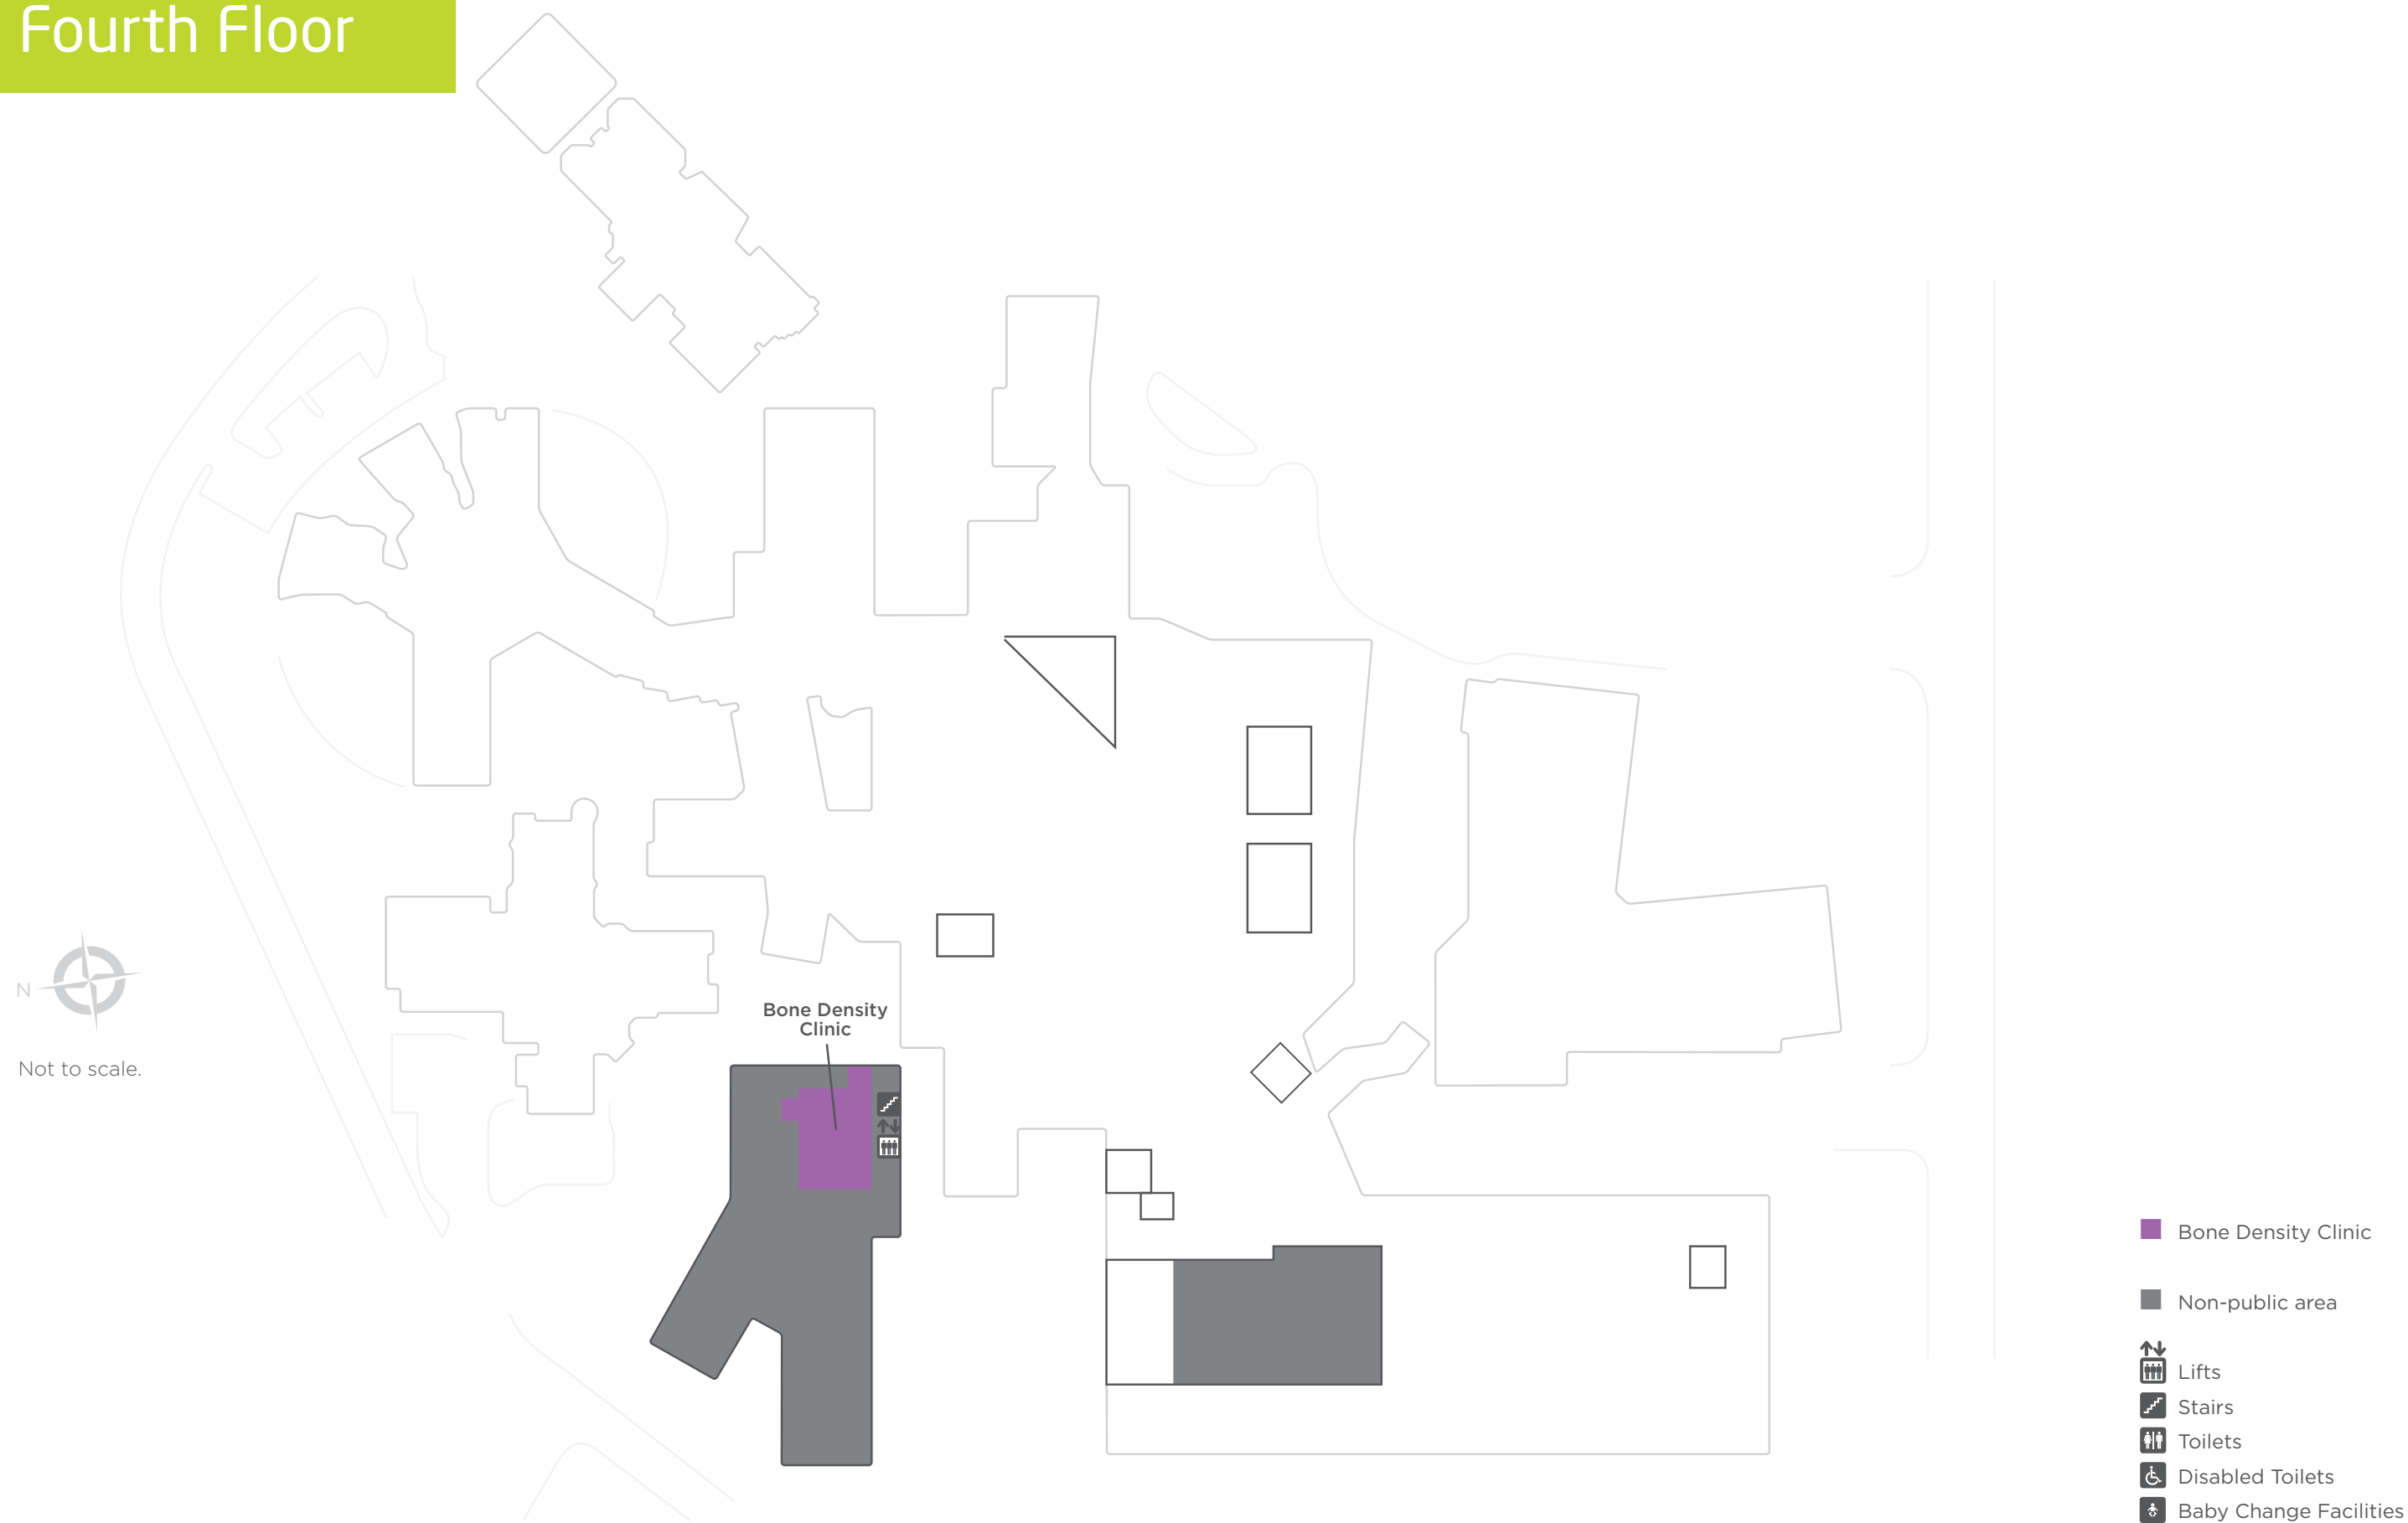 Fourth Floor
Bone Density
Clinic
N
Not to scale.
Bone Density Clinic
Non-public area
Lifts
Stairs
Toilets
Disabled Toilets
Baby Change Facilities